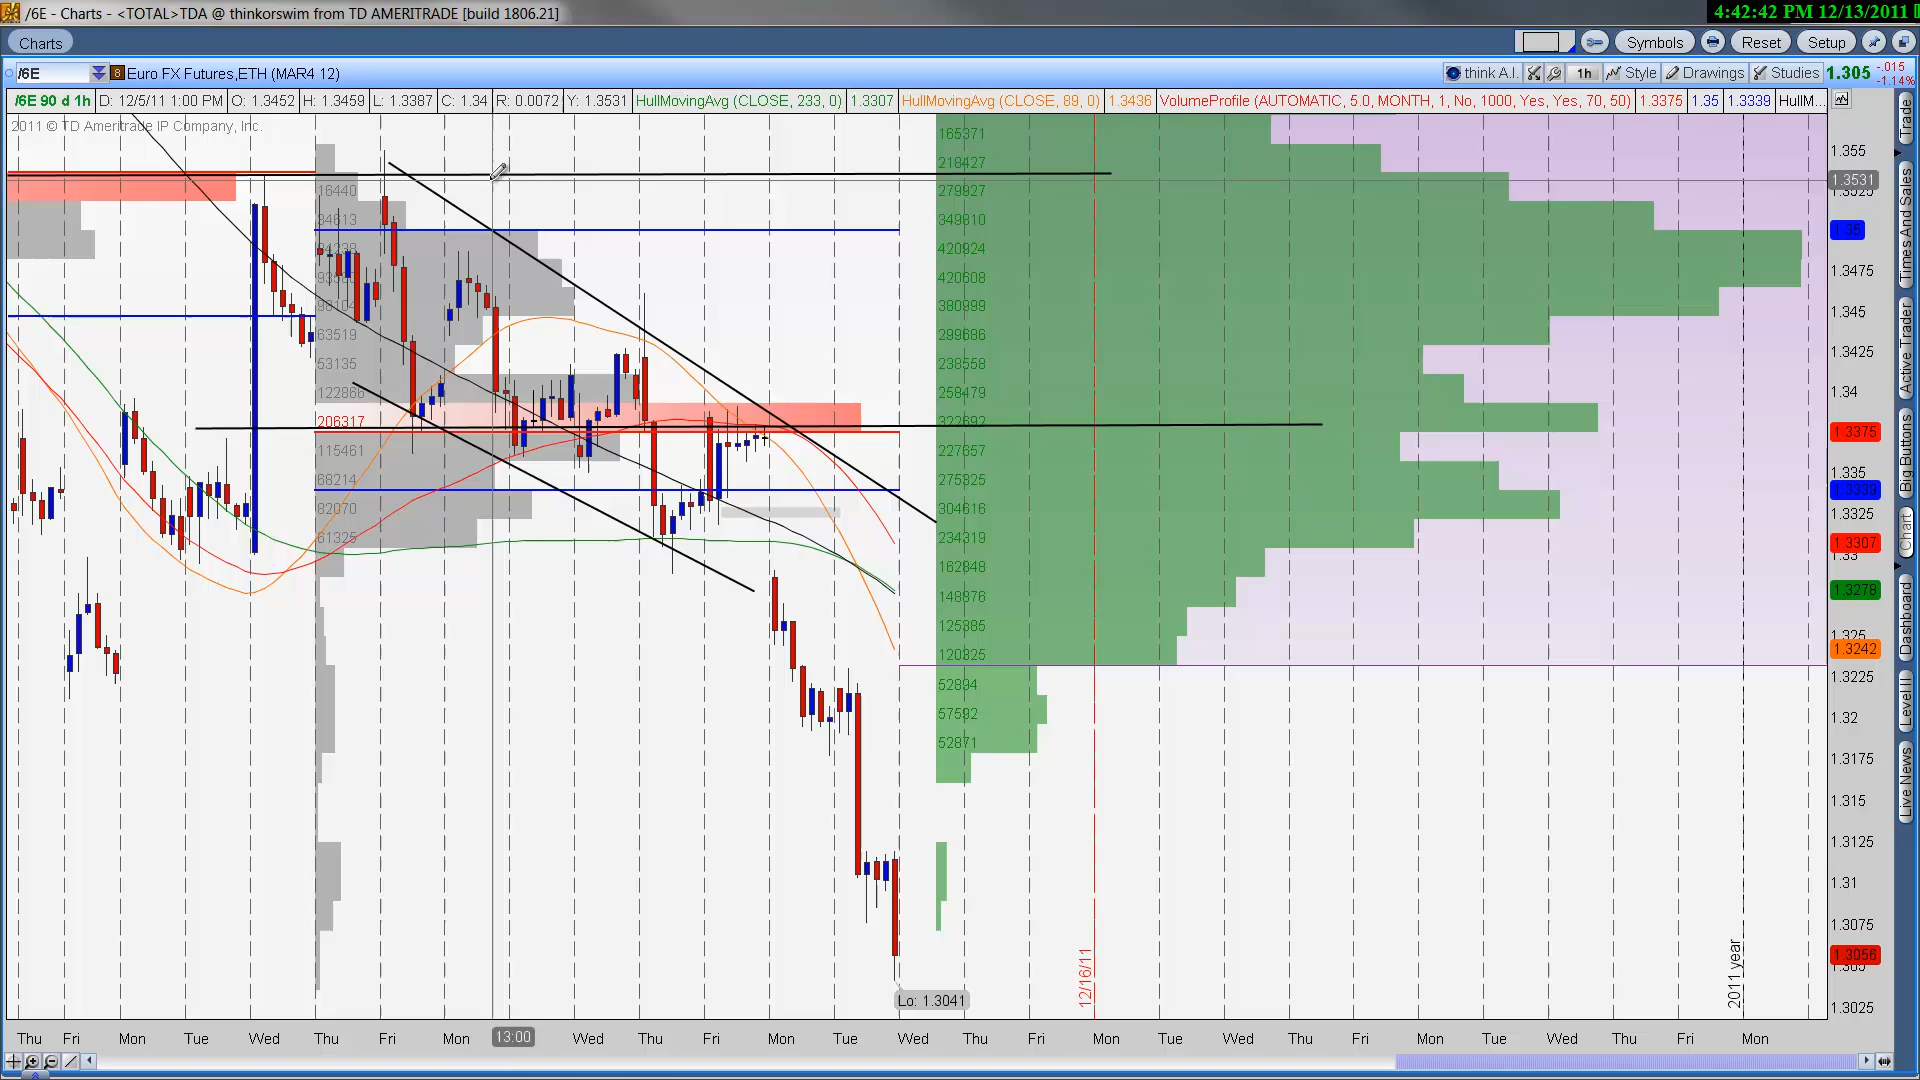 /6E - Charts - <TOTAL>TDA @ thinkorswim from TD AMERITRADE [build 1806.21]
4:42:42 PM 12/13/2011
Charts
Symbols
Reset
Setup
/6E
8
Euro FX Futures,ETH (MAR4 12)
think A.I.
1h
Style
Drawings
Studies
1.305
-.015
-1.14%
/6E 90 d 1h
D: 12/5/11 1:00 PM
O: 1.3452
H: 1.3459
L: 1.3387
C: 1.34
R: 0.0072
Y: 1.3531
HullMovingAvg (CLOSE, 233, 0)
1.3307
HullMovingAvg (CLOSE, 89, 0)
1.3436
VolumeProfile (AUTOMATIC, 5.0, MONTH, 1, No, 1000, Yes, Yes, 70, 50)
1.3375
1.35
1.3339
HullM...
2011 © TD Ameritrade IP Company, Inc.
16440
63519
53135
122866
206317
115461
68214
82070
61325
165371
218427
279927
349810
420924
420608
380999
299686
238558
258479
322692
227657
275825
304616
234319
162848
148976
125385
120325
52894
57592
52871
1.355
1.3531
1.35
1.3475
1.345
1.3425
1.34
1.3375
1.335
1.3339
1.3325
1.3307
1.33
1.3278
1.325
1.3242
1.3225
1.32
1.3175
1.315
1.3125
1.31
1.3075
1.3056
1.305
1.3025
Lo: 1.3041
12/16/11
2011 year
Thu Fri Mon Tue Wed Thu Fri Mon 13:00 Wed Thu Fri Mon Tue Wed Thu Fri Mon Tue Wed Thu Fri Mon Tue Wed Thu Fri Mon
Trade
Times And Sales
Active Trader
Big Buttons
Chart
Dashboard
Level II
Live News